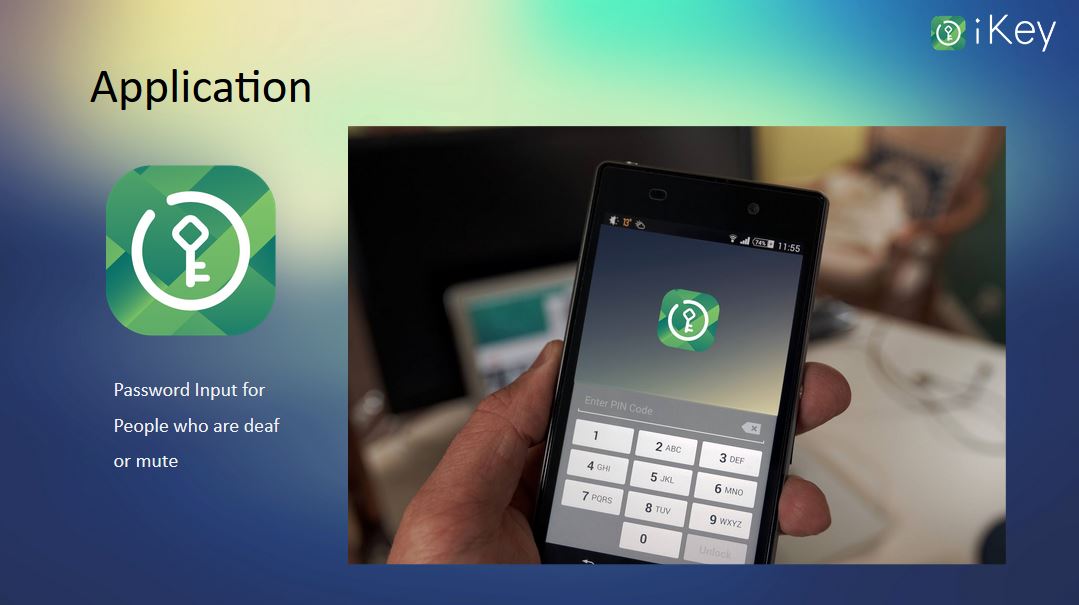 iKey
Application
Password Input for
People who are deaf
or mute
13°
74%
11:55
Enter PIN Code
1
2 ABC
3 DEF
4 GHI
5 JKL
6 MNO
7 PQRS
8 TUV
9 WXYZ
0
Unlock